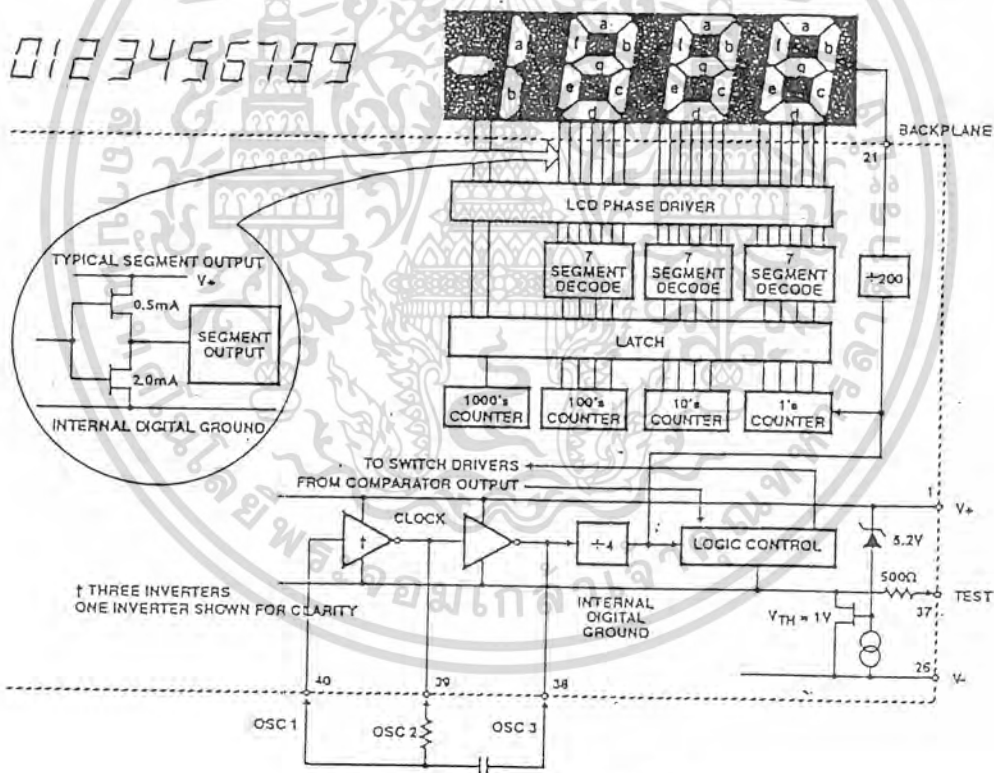 0123456789
a
a a a
f b f b f b
g g g
b
e c e c e c
d d d
BACKPLANE
21
LCD PHASE DRIVER
TYPICAL SEGMENT OUTPUT
V+
0.5mA
SEGMENT
OUTPUT
2.0mA
INTERNAL DIGITAL GROUND
7
SEGMENT
DECODE
7
SEGMENT
DECODE
7
SEGMENT
DECODE
÷200
LATCH
1000's
COUNTER
100's
COUNTER
10's
COUNTER
1's
COUNTER
TO SWITCH DRIVERS
FROM COMPARATOR OUTPUT
1
V+
CLOCK
†
÷4
LOGIC CONTROL
6.2V
500Ω
TEST
37
† THREE INVERTERS
ONE INVERTER SHOWN FOR CLARITY
INTERNAL
DIGITAL
GROUND
VTH = 1V
26
V-
40
39
38
OSC 1
OSC 2
OSC 3